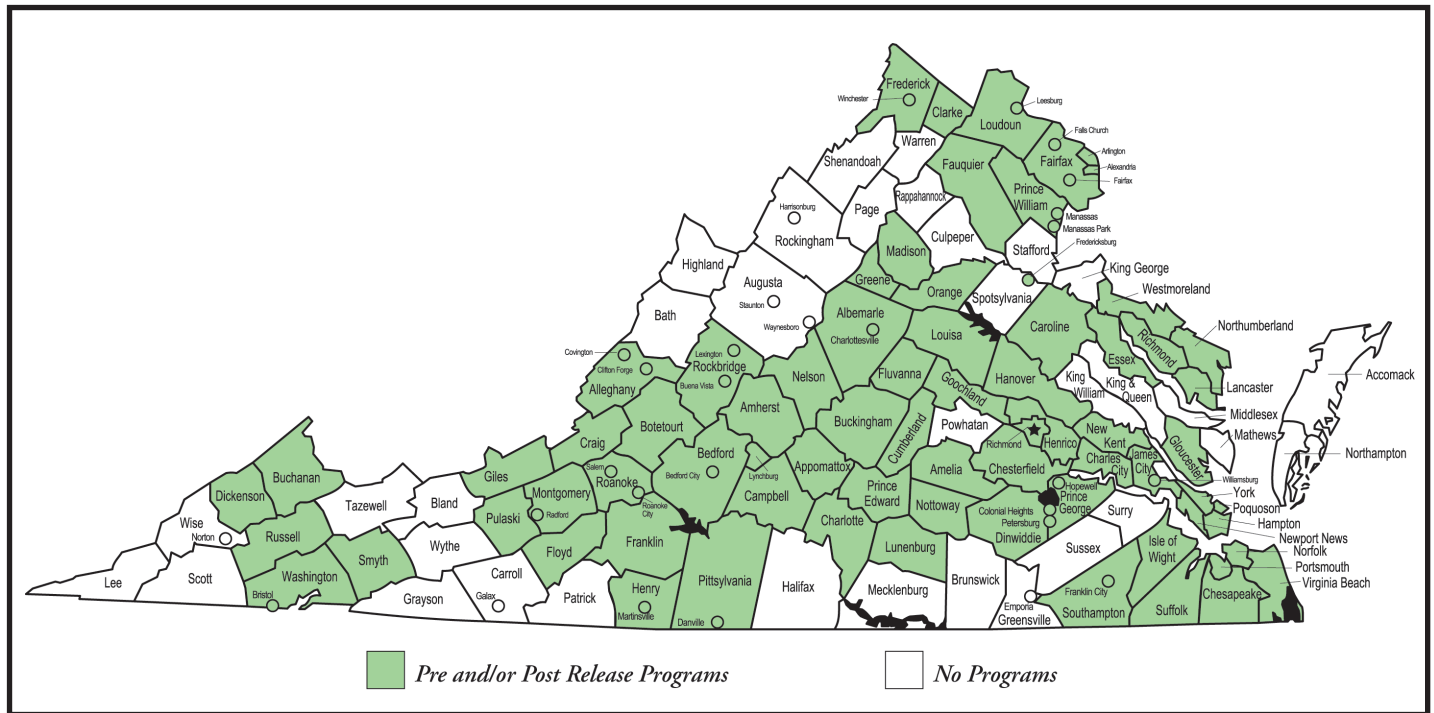 Frederick
Winchester
Clarke
Loudoun
Leesburg
Falls Church
Fairfax
Arlington
Alexandria
Fairfax
Warren
Shenandoah
Fauquier
Prince
William
Manassas
Manassas Park
Rappahannock
Page
Harrisonburg
Rockingham
Culpeper
Stafford
Fredericksburg
Madison
Highland
Augusta
Staunton
Waynesboro
Greene
Orange
Spotsylvania
King George
Westmoreland
Bath
Albemarle
Charlottesville
Louisa
Caroline
Richmond
Northumberland
Covington
Clifton Forge
Alleghany
Lexington
Rockbridge
Buena Vista
Nelson
Fluvanna
Goochland
Hanover
Essex
King
William
King &
Queen
Lancaster
Accomack
Middlesex
Mathews
Northampton
Amherst
Botetourt
Buckingham
Cumberland
Powhatan
Richmond
Henrico
New
Kent
Charles
City
James
City
Gloucester
Williamsburg
York
Poquoson
Hampton
Newport News
Norfolk
Portsmouth
Virginia Beach
Craig
Bedford
Bedford City
Lynchburg
Appomattox
Amelia
Chesterfield
Hopewell
Prince
George
Giles
Salem
Roanoke
Roanoke
City
Montgomery
Radford
Pulaski
Campbell
Prince
Edward
Nottoway
Colonial Heights
Petersburg
Dinwiddie
Surry
Buchanan
Dickenson
Tazewell
Bland
Wise
Norton
Russell
Wythe
Floyd
Franklin
Charlotte
Lunenburg
Sussex
Isle of
Wight
Lee
Scott
Washington
Bristol
Smyth
Grayson
Carroll
Galax
Patrick
Henry
Martinsville
Pittsylvania
Danville
Halifax
Mecklenburg
Brunswick
Emporia
Greensville
Franklin City
Southampton
Suffolk
Chesapeake
Pre and/or Post Release Programs
No Programs